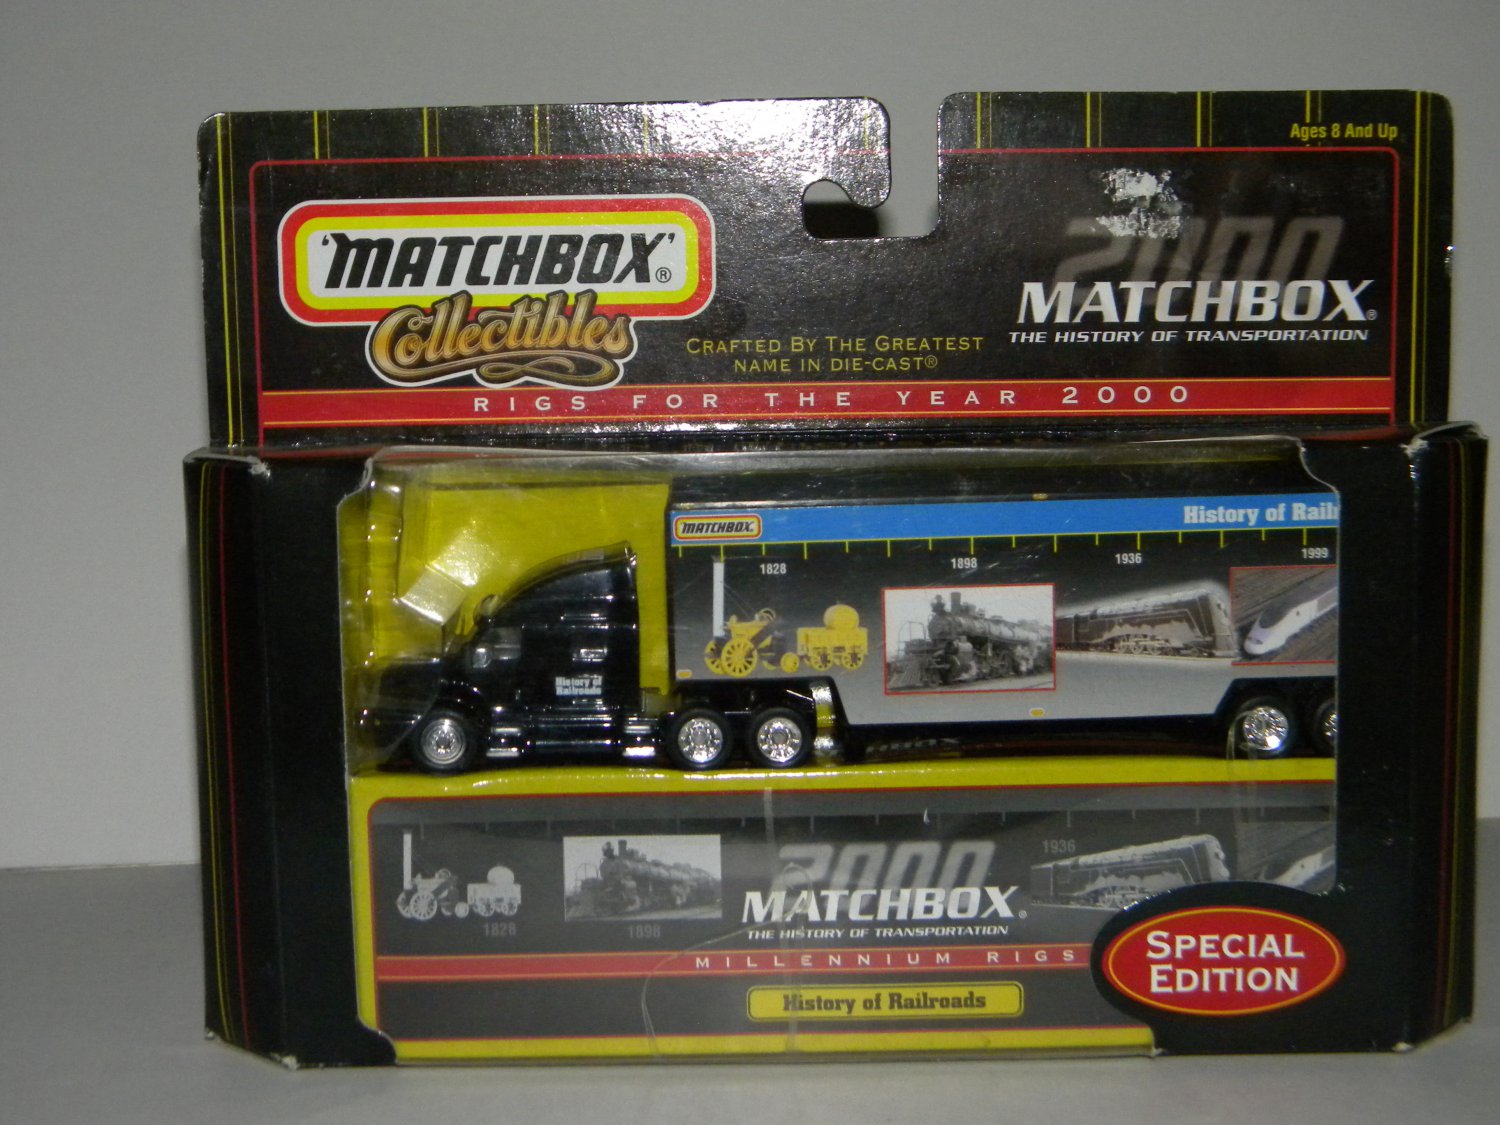 Ages 8 And Up
'MATCHBOX'®
Collectibles
CRAFTED BY THE GREATEST
NAME IN DIE-CAST®
2000
MATCHBOX®
THE HISTORY OF TRANSPORTATION
RIGS FOR THE YEAR 2000
MATCHBOX
History of Rail
1828
1898
1936
1999
History of
Railroads
1828
1898
2000
MATCHBOX®
THE HISTORY OF TRANSPORTATION
1936
MILLENNIUM RIGS
History of Railroads
SPECIAL
EDITION